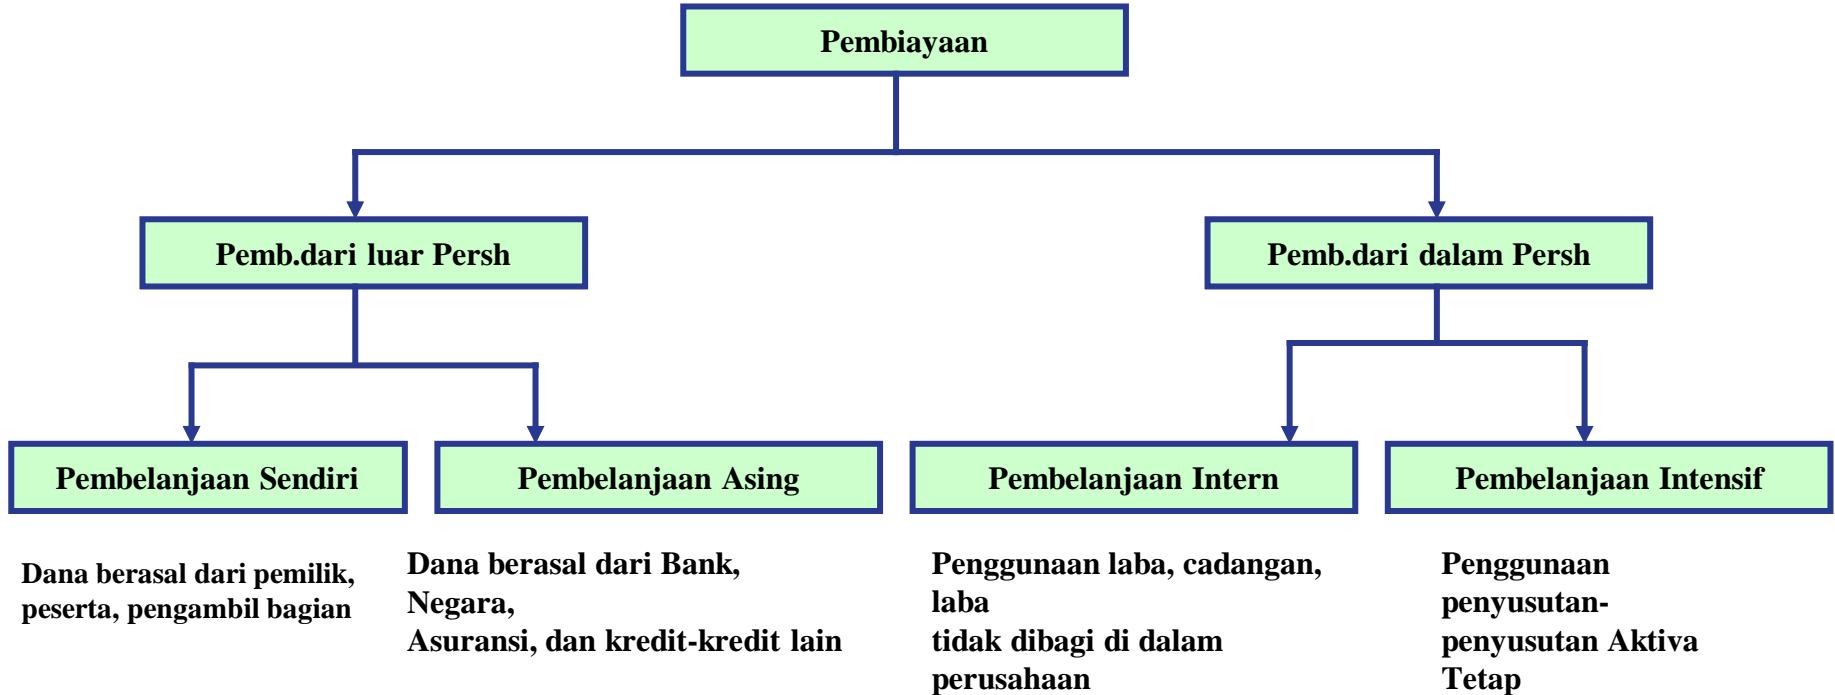 Pembiayaan
Pemb.dari luar Persh
Pemb.dari dalam Persh
Pembelanjaan Sendiri
Pembelanjaan Asing
Pembelanjaan Intern
Pembelanjaan Intensif
Dana berasal dari pemilik,
peserta, pengambil bagian
Dana berasal dari Bank,
Negara,
Asuransi, dan kredit-kredit lain
Penggunaan laba, cadangan,
laba
tidak dibagi di dalam
perusahaan
Penggunaan
penyusutan-
penyusutan Aktiva
Tetap